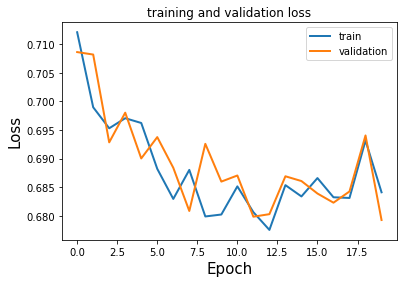 training and validation loss
train
validation
0.710
0.705
0.700
0.695
0.690
0.685
0.680
Loss
0.0 2.5 5.0 7.5 10.0 12.5 15.0 17.5
Epoch